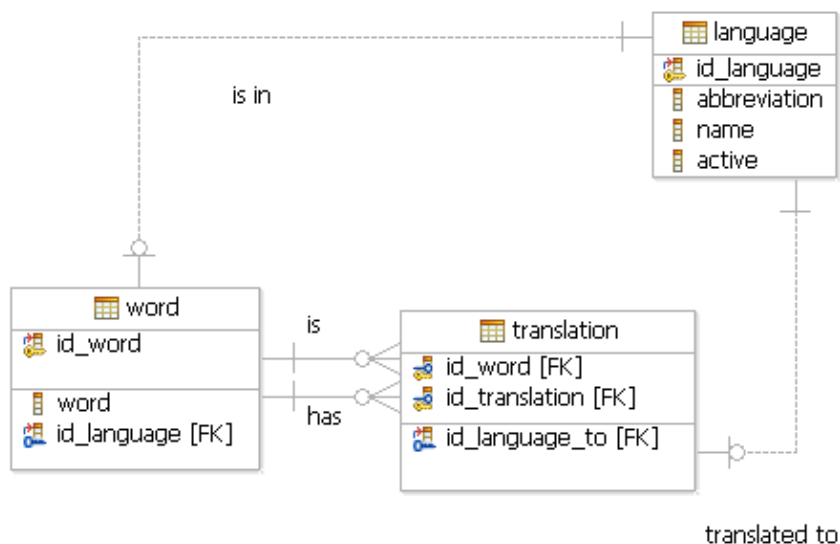 language
id_language
abbreviation
name
active
is in
word
id_word
word
id_language [FK]
is
has
translation
id_word [FK]
id_translation [FK]
id_language_to [FK]
translated to